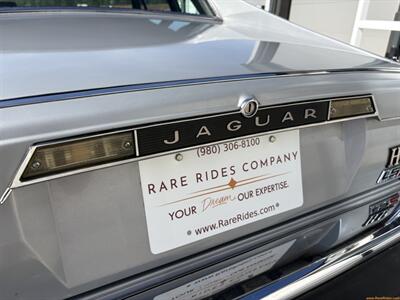 JAGUAR
(980) 306-8100
RARE RIDES COMPANY
YOUR Dream OUR EXPERTISE.
www.RareRides.com